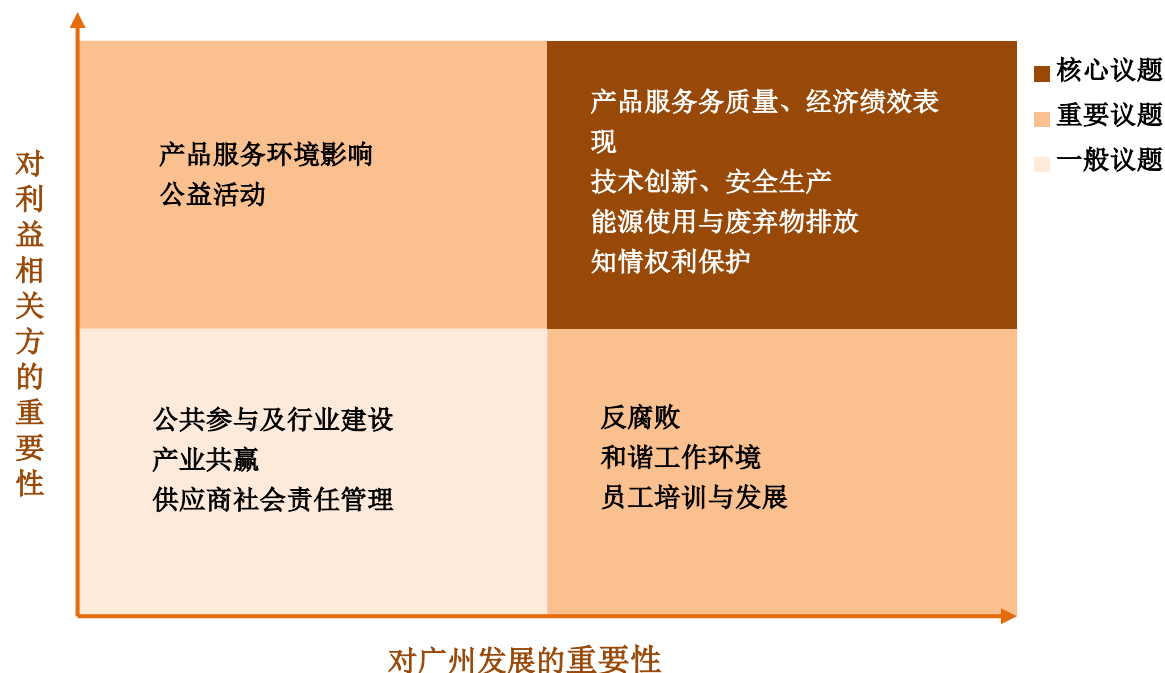 对利益相关方的重要性
产品服务环境影响
公益活动
产品服务务质量、经济绩效表
现
技术创新、安全生产
能源使用与废弃物排放
知情权利保护
核心议题
重要议题
一般议题
公共参与及行业建设
产业共赢
供应商社会责任管理
反腐败
和谐工作环境
员工培训与发展
对广州发展的重要性